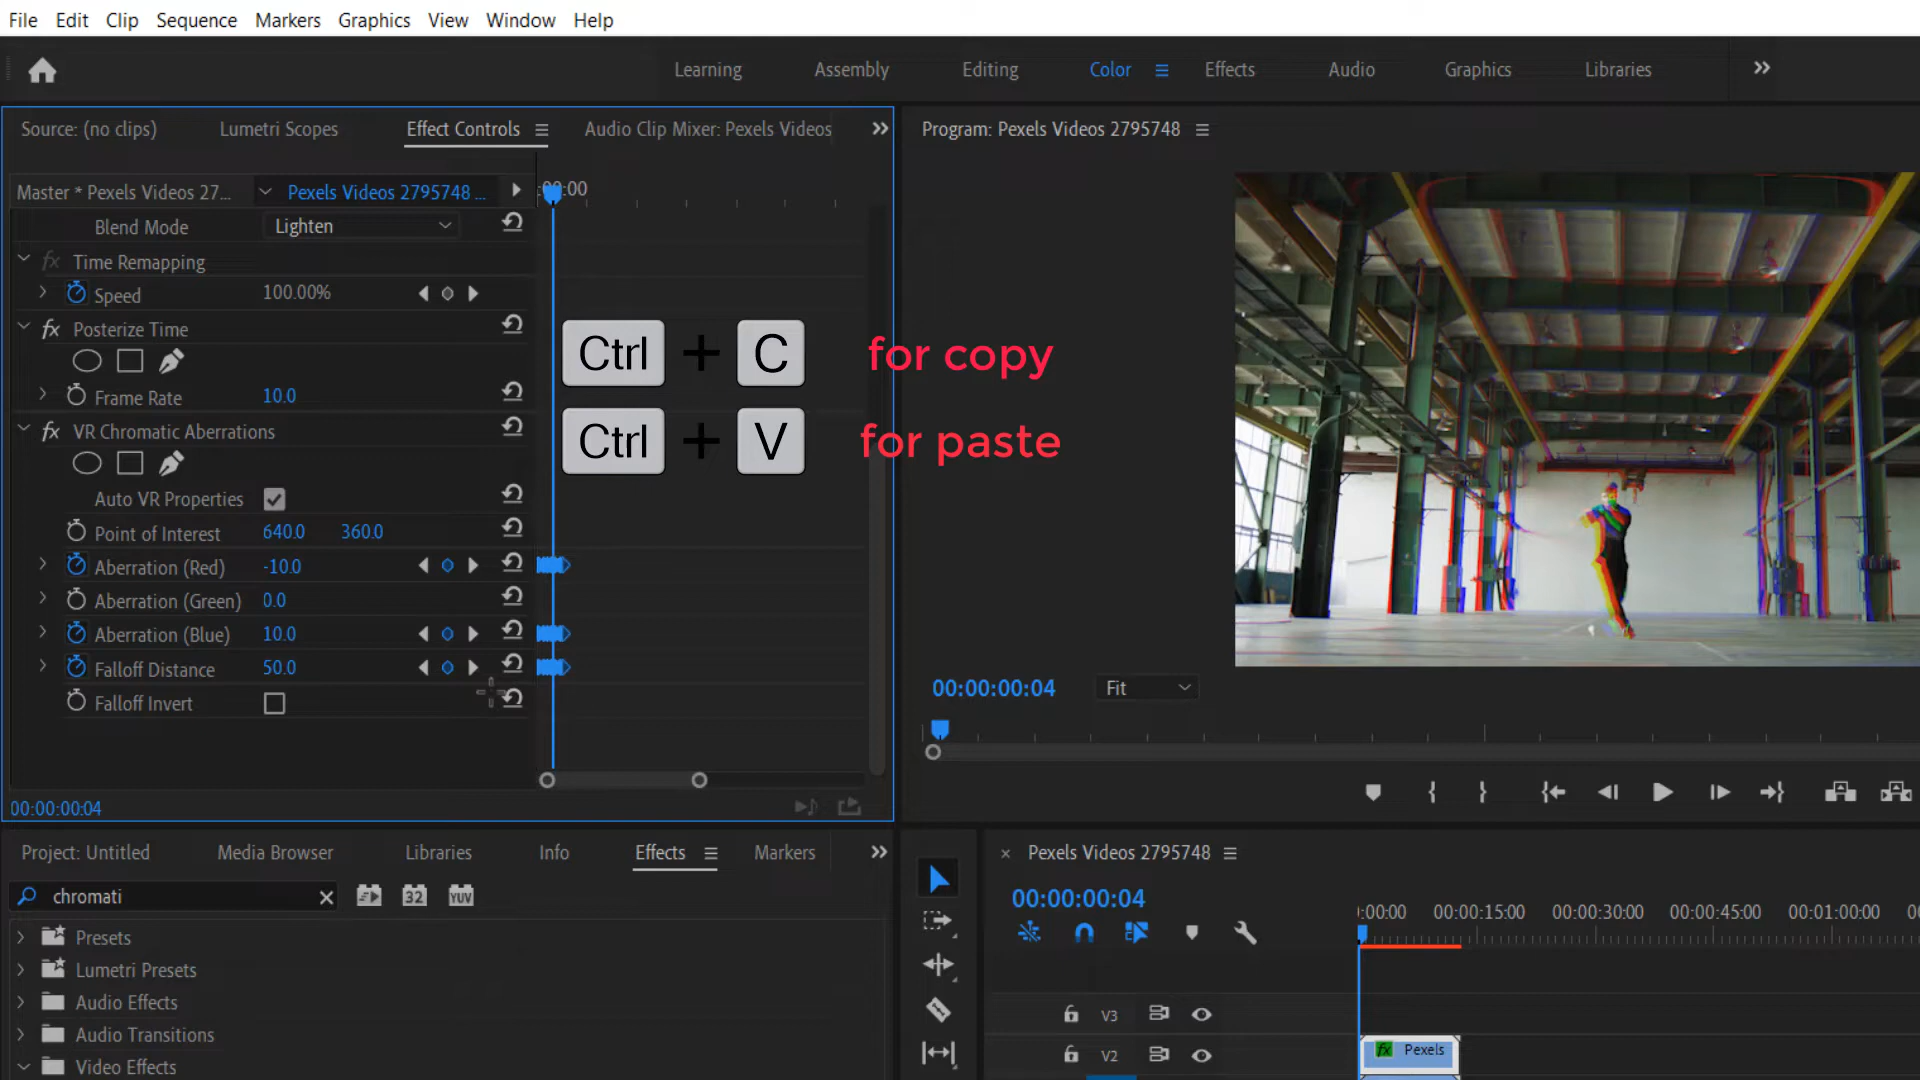 File Edit Clip Sequence Markers Graphics View Window Help
Learning Assembly Editing Color Effects Audio Graphics Libraries
Source: (no clips) Lumetri Scopes Effect Controls Audio Clip Mixer: Pexels Videos
Master * Pexels Videos 27... Pexels Videos 2795748 ... :00:00
Blend Mode Lighten
fx Time Remapping
Speed 100.00%
fx Posterize Time
Frame Rate 10.0
fx VR Chromatic Aberrations
Auto VR Properties
Point of Interest 640.0 360.0
Aberration (Red) -10.0
Aberration (Green) 0.0
Aberration (Blue) 10.0
Falloff Distance 50.0
Falloff Invert
00:00:00:04
Ctrl + C for copy
Ctrl + V for paste
Program: Pexels Videos 2795748
00:00:00:04 Fit
Project: Untitled Media Browser Libraries Info Effects Markers
chromati 32 YUV
Presets
Lumetri Presets
Audio Effects
Audio Transitions
Video Effects
× Pexels Videos 2795748
00:00:00:04
:00:00 00:00:15:00 00:00:30:00 00:00:45:00 00:01:00:00
V3
V2
fx Pexels